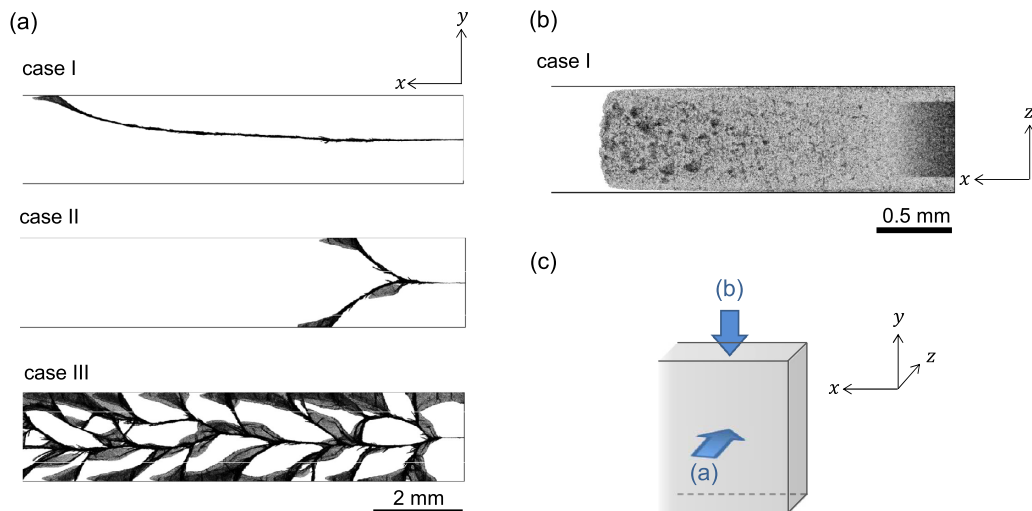 (a)
y
x
case I
case II
case III
2 mm
(b)
case I
z
x
0.5 mm
(c)
(b)
y
z
x
(a)